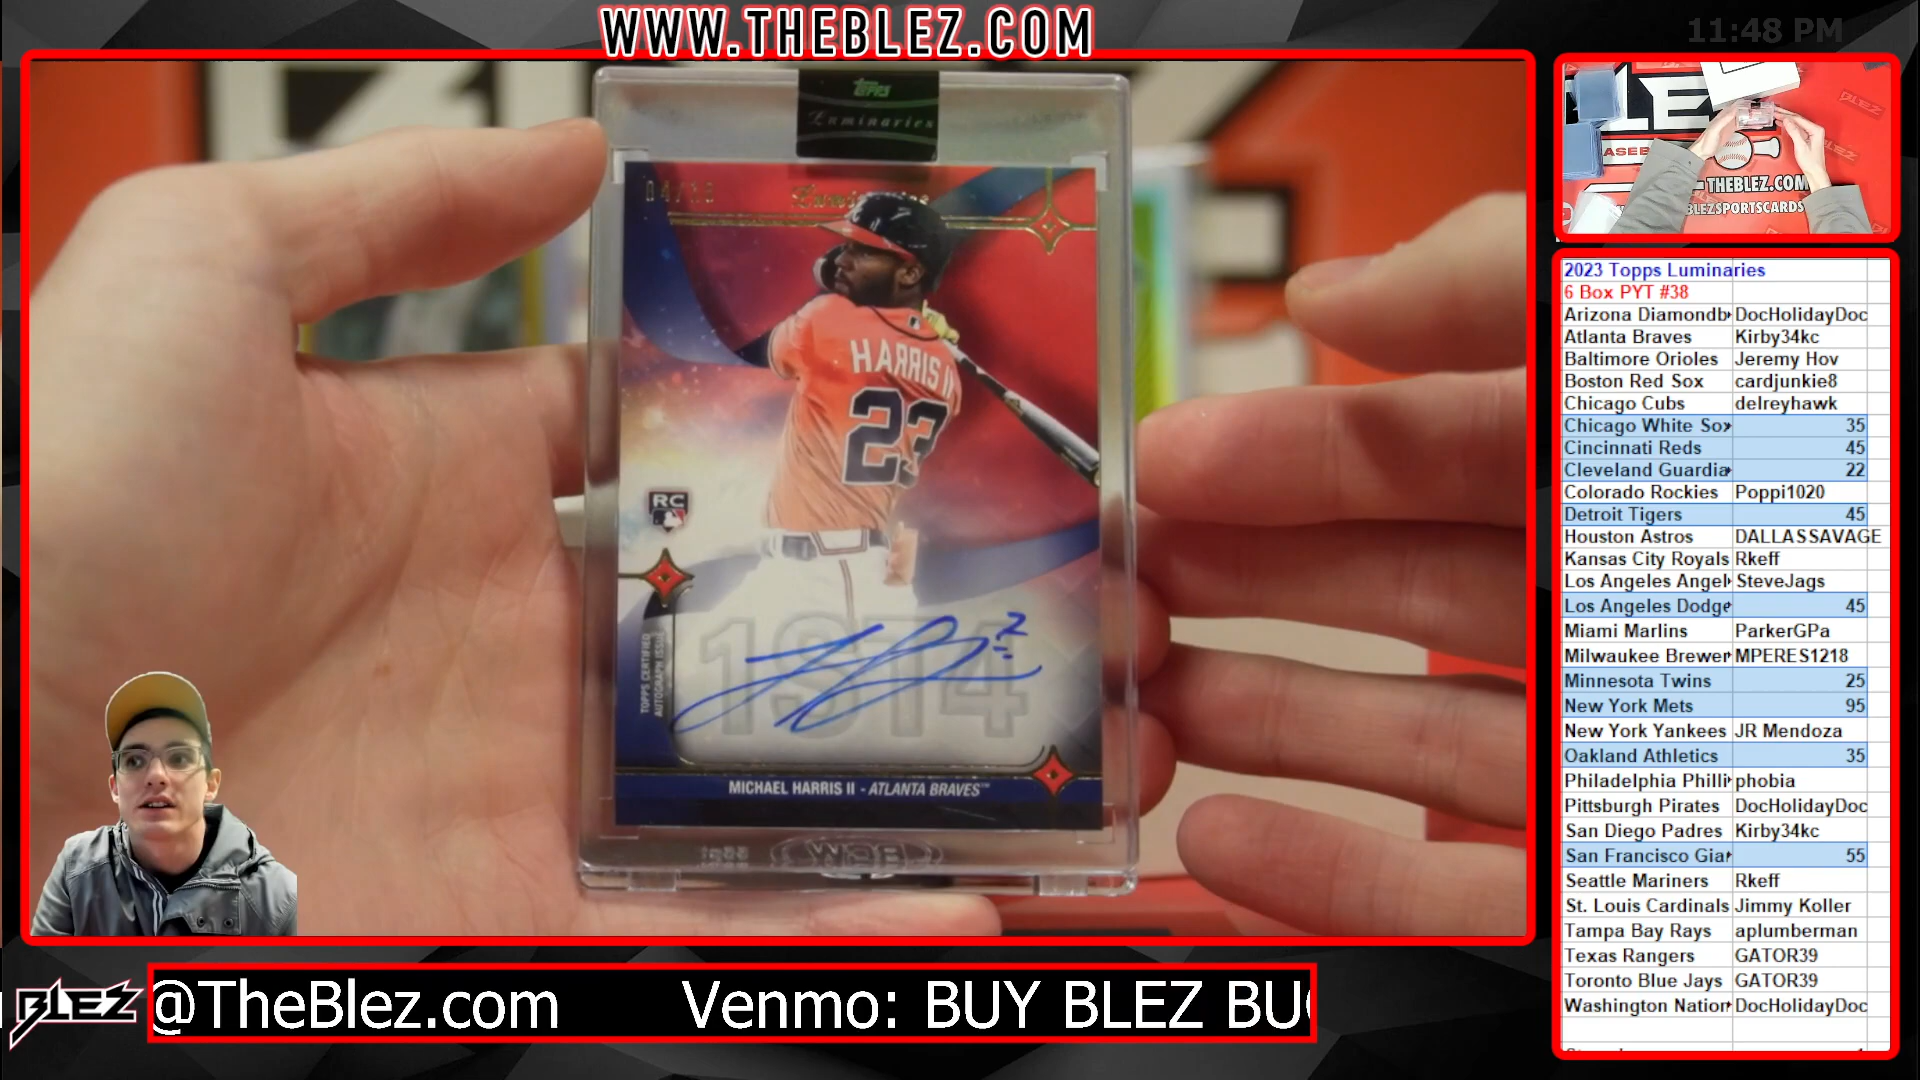 WWW.THEBLEZ.COM
11:48 PM
TOPPS
Luminaries
04/10
HARRIS II
23
RC
1974
2
TOPPS CERTIFIED
AUTOGRAPH ISSUE
MICHAEL HARRIS II - ATLANTA BRAVES™
BLEZ
BLEZ
THEBLEZ.COM
BLEZSPORTSCARDS
2023 Topps Luminaries
6 Box PYT #38
Arizona Diamondb DocHolidayDoc
Atlanta Braves Kirby34kc
Baltimore Orioles Jeremy Hov
Boston Red Sox cardjunkie8
Chicago Cubs delreyhawk
Chicago White Sox 35
Cincinnati Reds 45
Cleveland Guardia 22
Colorado Rockies Poppi1020
Detroit Tigers 45
Houston Astros DALLASSAVAGE
Kansas City Royals Rkeff
Los Angeles Angel SteveJags
Los Angeles Dodge 45
Miami Marlins ParkerGPa
Milwaukee Brewer MPERES1218
Minnesota Twins 25
New York Mets 95
New York Yankees JR Mendoza
Oakland Athletics 35
Philadelphia Philli phobia
Pittsburgh Pirates DocHolidayDoc
San Diego Padres Kirby34kc
San Francisco Gia 55
Seattle Mariners Rkeff
St. Louis Cardinals Jimmy Koller
Tampa Bay Rays aplumberman
Texas Rangers GATOR39
Toronto Blue Jays GATOR39
Washington Nation DocHolidayDoc
BLEZ
@TheBlez.com Venmo: BUY BLEZ BU